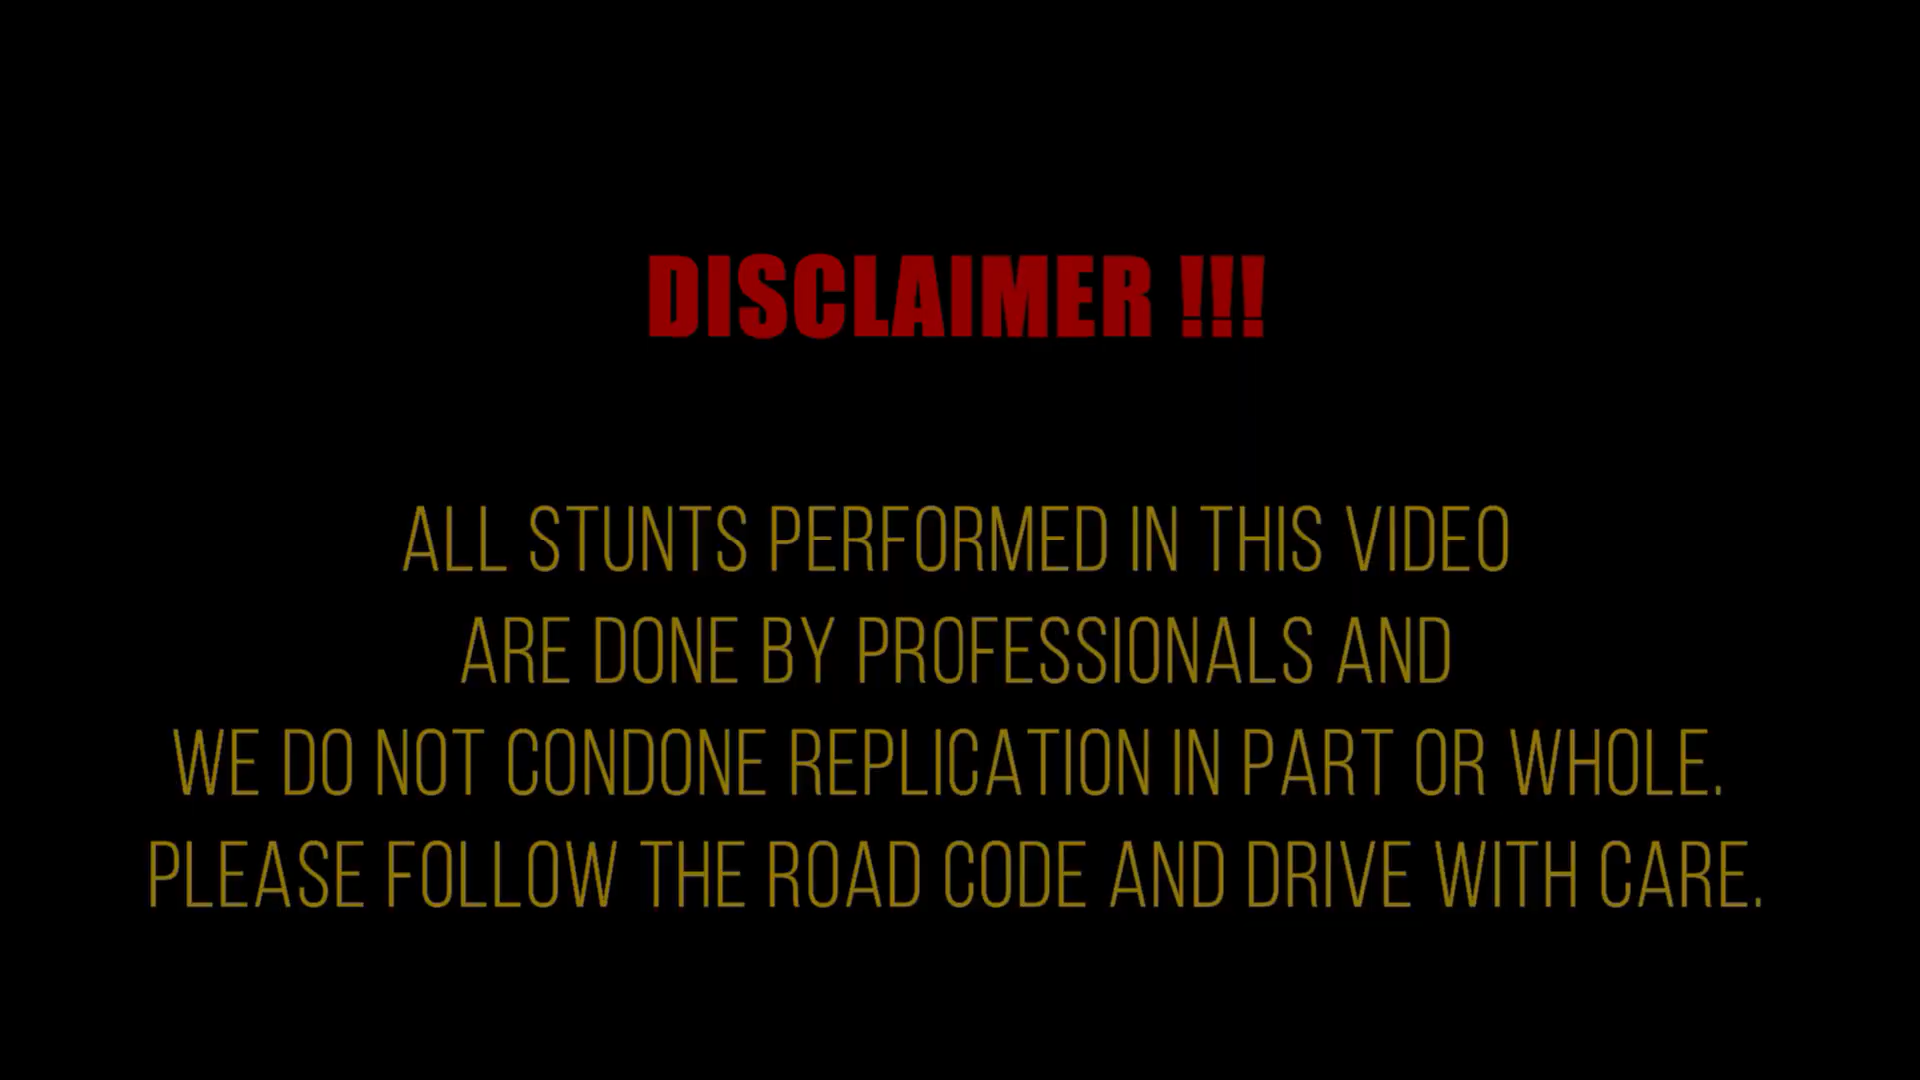 DISCLAIMER !!!
ALL STUNTS PERFORMED IN THIS VIDEO
ARE DONE BY PROFESSIONALS AND
WE DO NOT CONDONE REPLICATION IN PART OR WHOLE.
PLEASE FOLLOW THE ROAD CODE AND DRIVE WITH CARE.